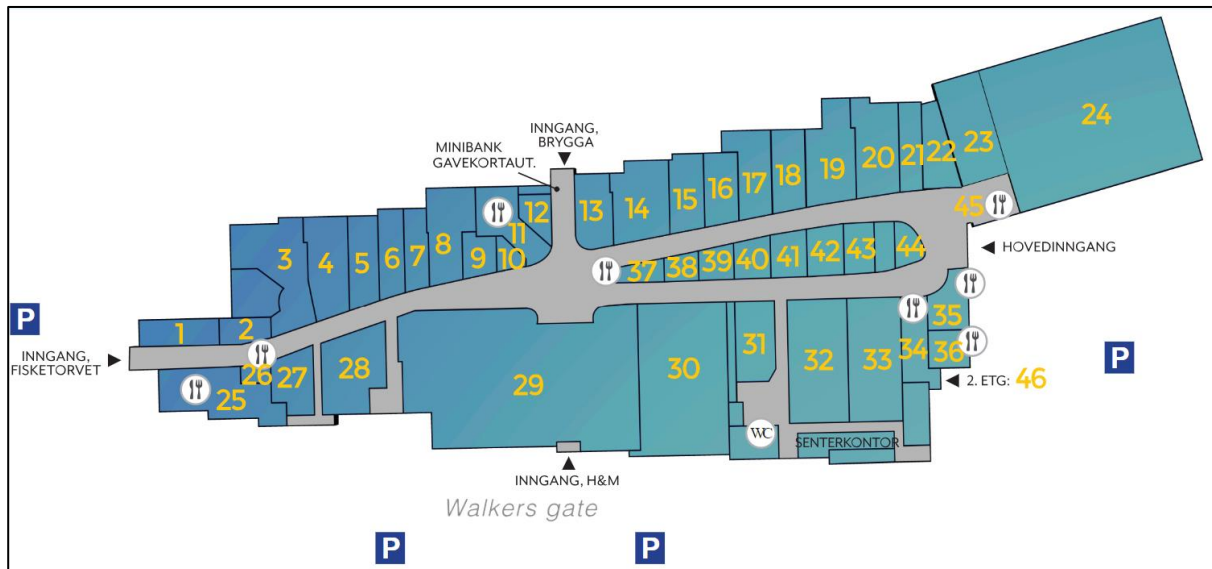 INNGANG,
BRYGGA
MINIBANK
GAVEKORTAUT.
24
23
22
21
20
19
18
17
16
15
14
13
12
11
10
9
8
7
6
5
4
3
45
HOVEDINNGANG
44
43
42
41
40
39
38
37
P
1
2
INNGANG,
FISKETORVET
26
25
27
28
29
30
31
32
33
34
35
36
P
2. ETG: 46
WC
SENTERKONTOR
INNGANG, H&M
Walkers gate
P
P